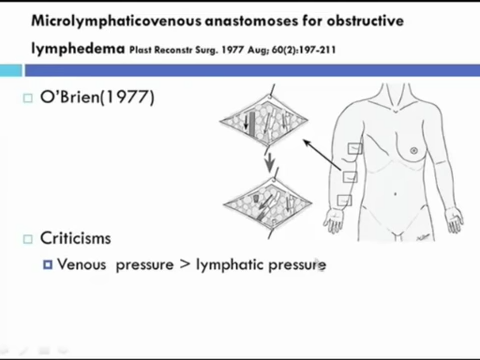 Microlymphaticovenous anastomoses for obstructive
lymphedema Plast Reconstr Surg. 1977 Aug; 60(2):197-211
O'Brien(1977)
Criticisms
Venous pressure > lymphatic pressure